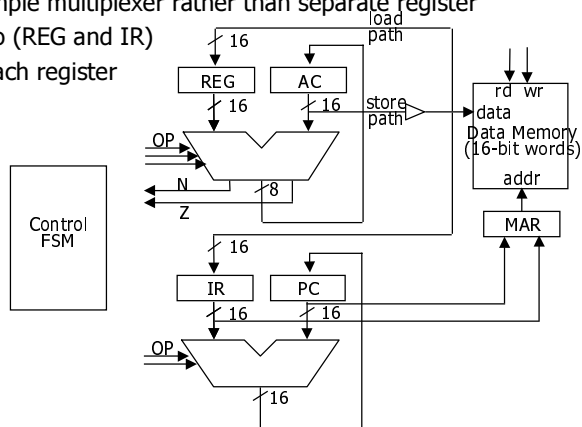 mple multiplexer rather than separate register
o (REG and IR)
ach register
load
path
16
REG
AC
rd wr
16
16
store
path
data
Data Memory
(16-bit words)
OP
addr
N
8
Z
MAR
Control
FSM
16
IR
PC
16
16
OP
16